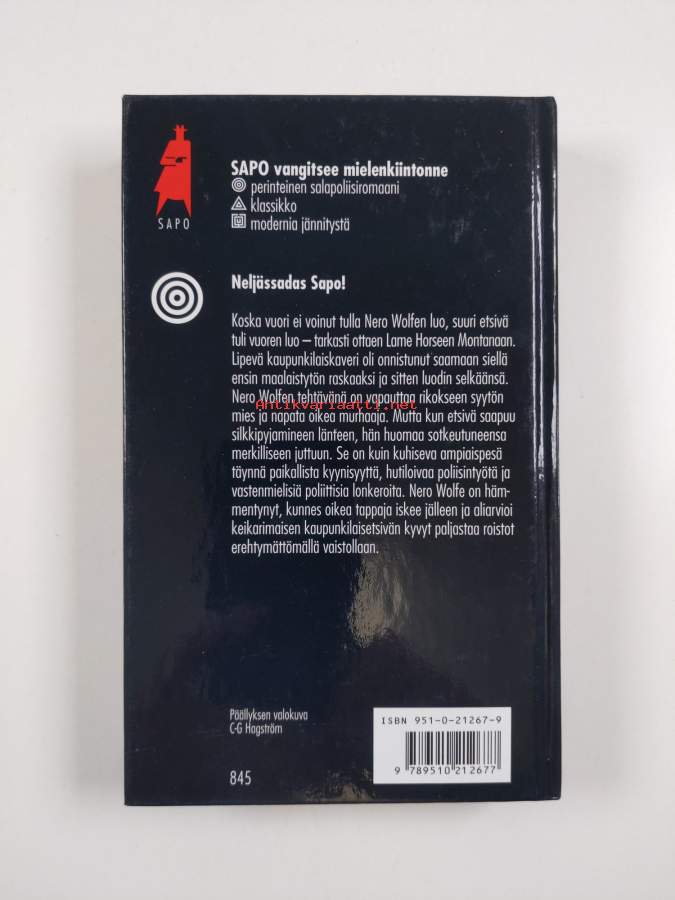 SAPO
SAPO vangitsee mielenkiintonne
perinteinen salapoliisiromaani
klassikko
modernia jännitystä
Neljässadas Sapo!
Koska vuori ei voinut tulla Nero Wolfen luo, suuri etsivä
tuli vuoren luo – tarkasti ottaen Lame Horseen Montanaan.
Lipevä kaupunkilaiskaveri oli onnistunut saamaan siellä
ensin maalaistytön raskaaksi ja sitten luodin selkäänsä.
Nero Wolfen tehtävänä on vapauttaa rikokseen syytön
Antikvariaatti.net
mies ja napata oikea murhaaja. Mutta kun etsivä saapuu
silkkipyjamineen länteen, hän huomaa sotkeutuneensa
merkilliseen juttuun. Se on kuin kuhiseva ampiaispesä
täynnä paikallista kyynisyyttä, hutiloivaa poliisintyötä ja
vastenmielisiä poliittisia lonkeroita. Nero Wolfe on häm-
mentynyt, kunnes oikea tappaja iskee jälleen ja aliarvioi
keikarimaisen kaupunkilaisetsivän kyvyt paljastaa roistot
erehtymättömällä vaistollaan.
Päällyksen valokuva
C-G Hagström
845
ISBN 951-0-21267-9
9 789510 212677